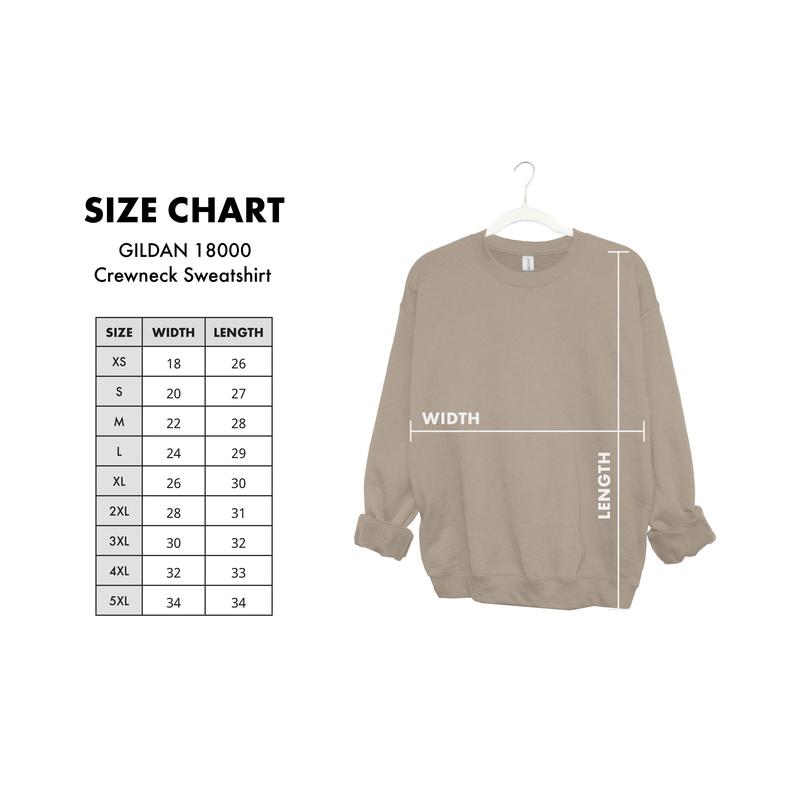 SIZE CHART
GILDAN 18000
Crewneck Sweatshirt
SIZE WIDTH LENGTH
XS 18 26
S 20 27
M 22 28
L 24 29
XL 26 30
2XL 28 31
3XL 30 32
4XL 32 33
5XL 34 34
WIDTH
LENGTH